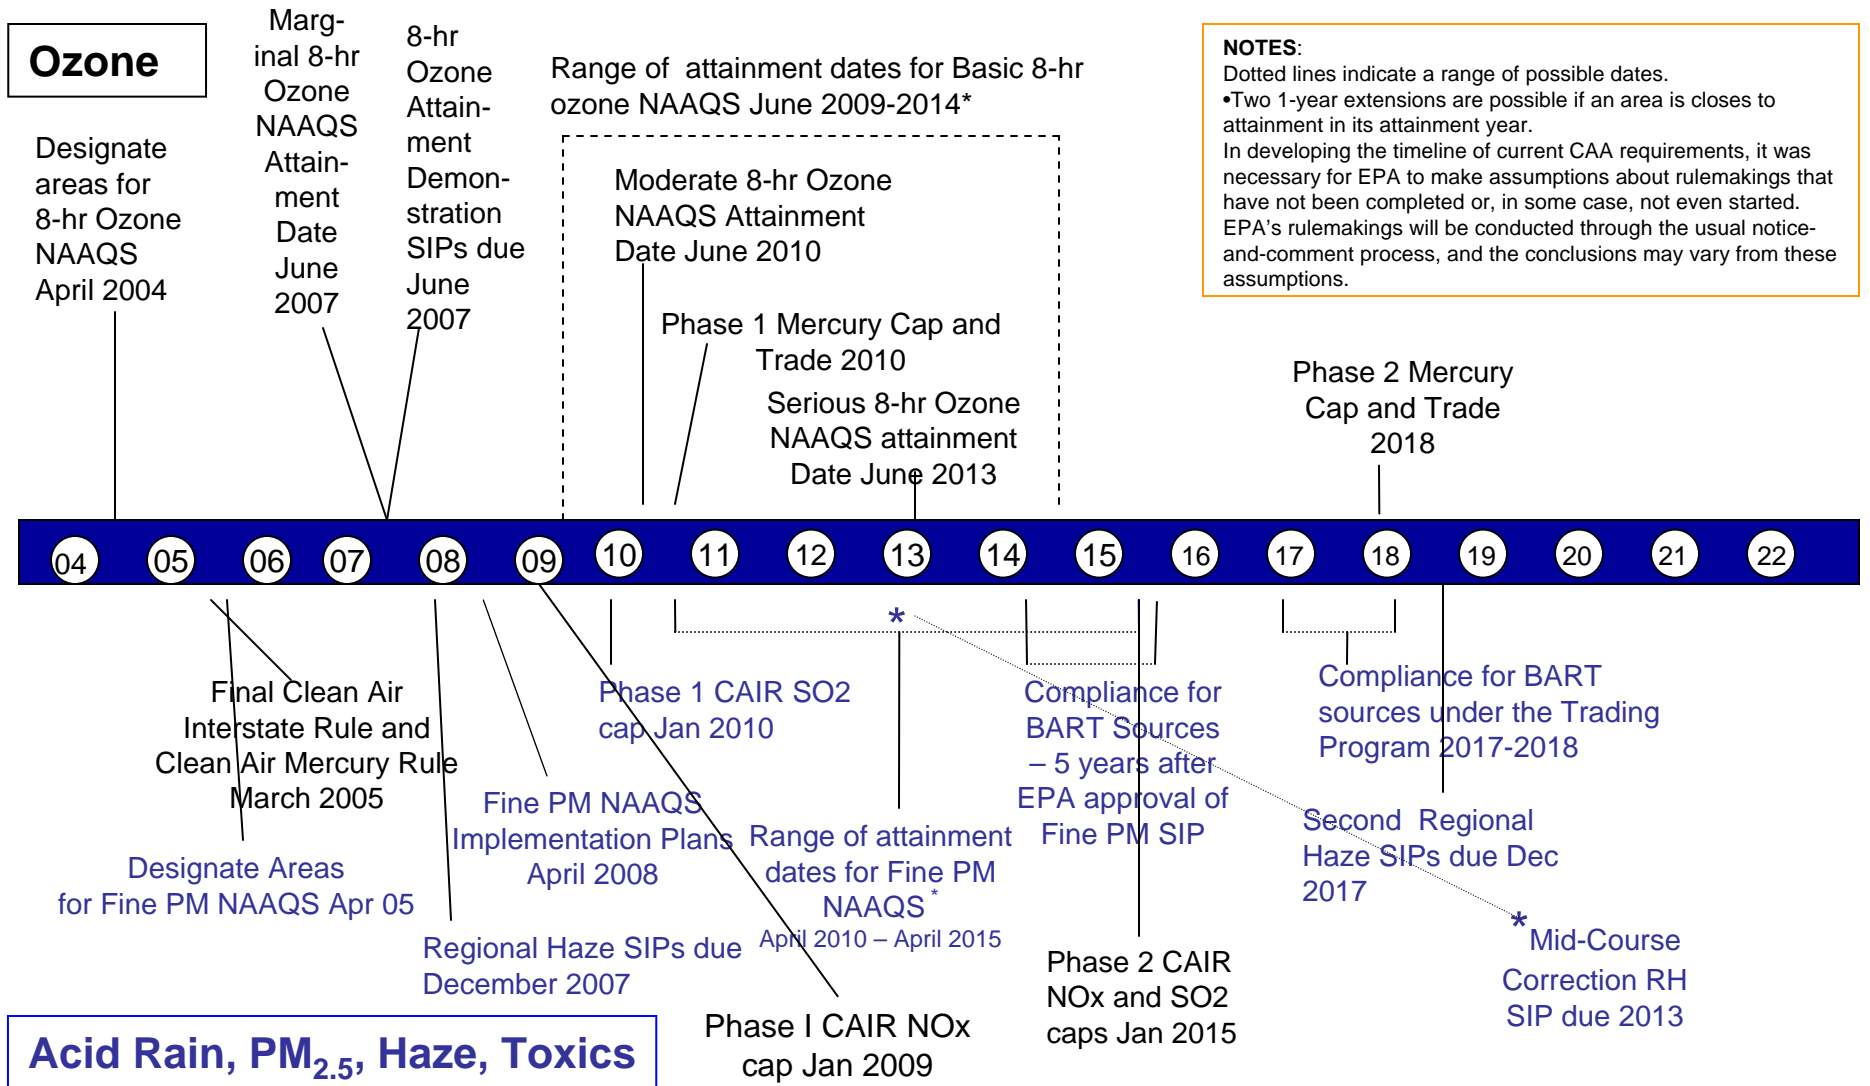 Ozone
Designate
areas for
8-hr Ozone
NAAQS
April 2004
Marg-
inal 8-hr
Ozone
NAAQS
Attain-
ment
Date
June
2007
8-hr
Ozone
Attain-
ment
Demon-
stration
SIPs due
June
2007
Range of  attainment dates for Basic 8-hr
ozone NAAQS June 2009-2014*
Moderate 8-hr Ozone
NAAQS Attainment
Date June 2010
Phase 1 Mercury Cap and
Trade 2010
Serious 8-hr Ozone
NAAQS attainment
Date June 2013
NOTES:
Dotted lines indicate a range of possible dates.
•Two 1-year extensions are possible if an area is closes to
attainment in its attainment year.
In developing the timeline of current CAA requirements, it was
necessary for EPA to make assumptions about rulemakings that
have not been completed or, in some case, not even started.
EPA's rulemakings will be conducted through the usual notice-
and-comment process, and the conclusions may vary from these
assumptions.
Phase 2 Mercury
Cap and Trade
2018
04 05 06 07 08 09 10 11 12 13 14 15 16 17 18 19 20 21 22
*
Final Clean Air
Interstate Rule and
Clean Air Mercury Rule
March 2005
Designate Areas
for Fine PM NAAQS Apr 05
Fine PM NAAQS
Implementation Plans
April 2008
Regional Haze SIPs due
December 2007
Phase 1 CAIR SO2
cap Jan 2010
Range of attainment
dates for Fine PM
NAAQS*
April 2010 – April 2015
Phase I CAIR NOx
cap Jan 2009
Compliance for
BART Sources
– 5 years after
EPA approval of
Fine PM SIP
Phase 2 CAIR
NOx and SO2
caps Jan 2015
Compliance for BART
sources under the Trading
Program 2017-2018
Second  Regional
Haze SIPs due Dec
2017
*Mid-Course
Correction RH
SIP due 2013
Acid Rain, PM2.5, Haze, Toxics